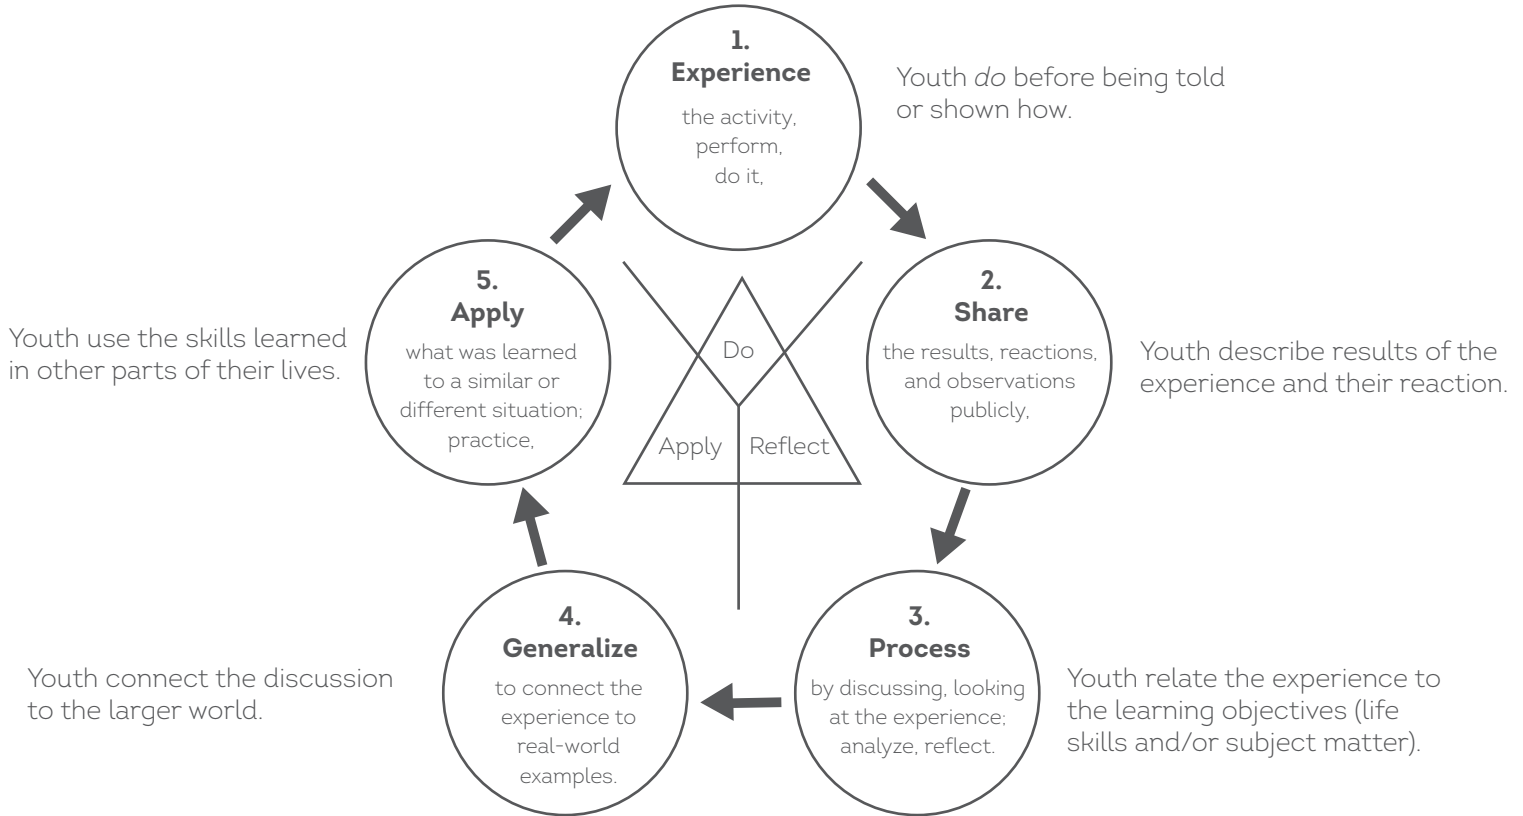 1.
Experience
the activity,
perform,
do it,
Youth do before being told
or shown how.
2.
Share
the results, reactions,
and observations
publicly,
Youth describe results of the
experience and their reaction.
3.
Process
by discussing, looking
at the experience;
analyze, reflect.
Youth relate the experience to
the learning objectives (life
skills and/or subject matter).
4.
Generalize
to connect the
experience to
real-world
examples.
Youth connect the discussion
to the larger world.
5.
Apply
what was learned
to a similar or
different situation;
practice,
Youth use the skills learned
in other parts of their lives.
Do
Reflect
Apply